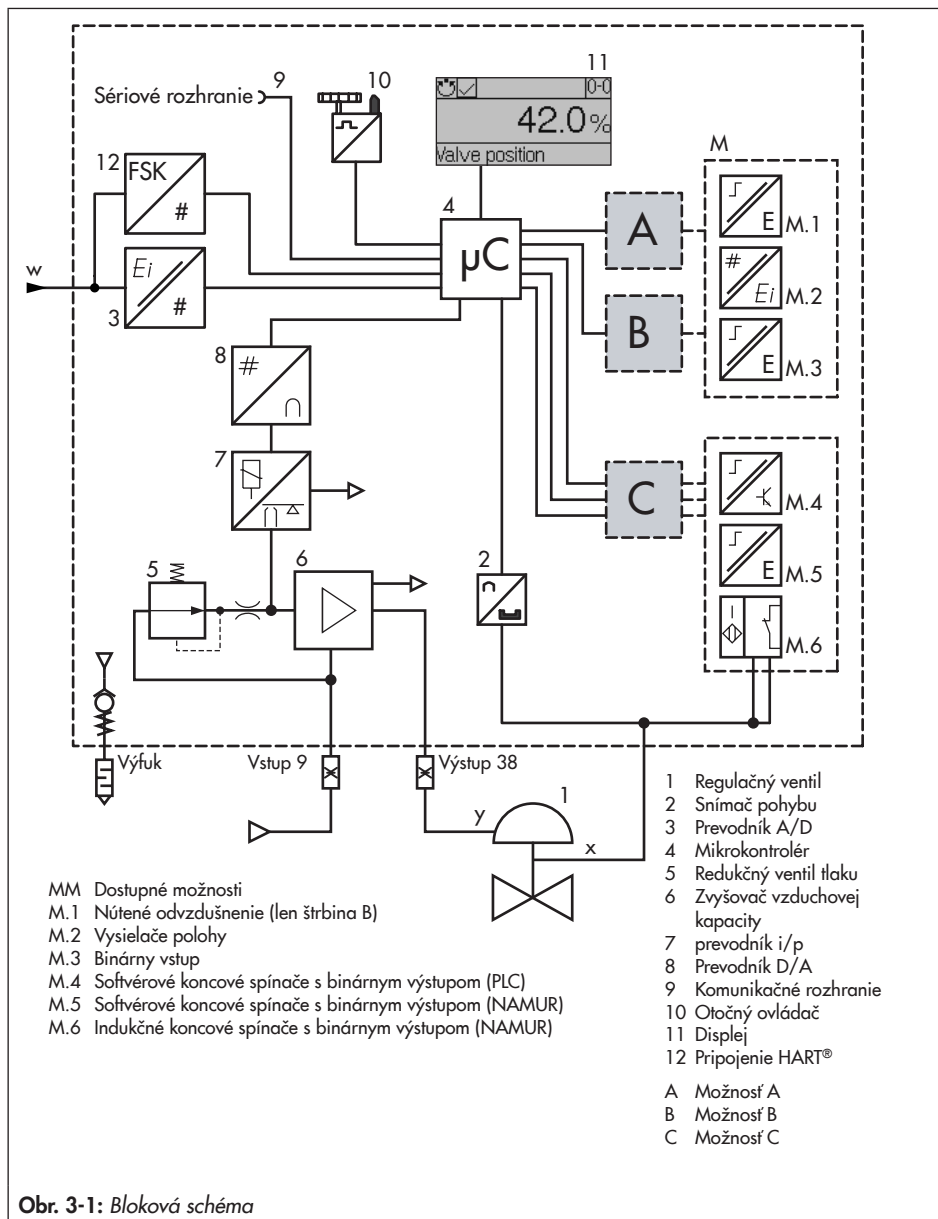 11
9
10
Sériové rozhranie
0-0
42.0%
Valve position
M
12
FSK
#
4
µC
A
E
M.1
w
Ei
#
3
#
Ei
M.2
B
E
M.3
8
#
7
C
M.4
6
5
2
E
M.5
M.6
Výfuk
Vstup 9
Výstup 38
1
y
x
1 Regulačný ventil
2 Snímač pohybu
3 Prevodník A/D
4 Mikrokontrolér
5 Redukčný ventil tlaku
6 Zvyšovač vzduchovej
kapacity
7 prevodník i/p
8 Prevodník D/A
9 Komunikačné rozhranie
10 Otočný ovládač
11 Displej
12 Pripojenie HART®
A Možnosť A
B Možnosť B
C Možnosť C
MM Dostupné možnosti
M.1 Nútené odvzdušnenie (len štrbina B)
M.2 Vysielače polohy
M.3 Binárny vstup
M.4 Softvérové koncové spínače s binárnym výstupom (PLC)
M.5 Softvérové koncové spínače s binárnym výstupom (NAMUR)
M.6 Indukčné koncové spínače s binárnym výstupom (NAMUR)
Obr. 3-1: Bloková schéma